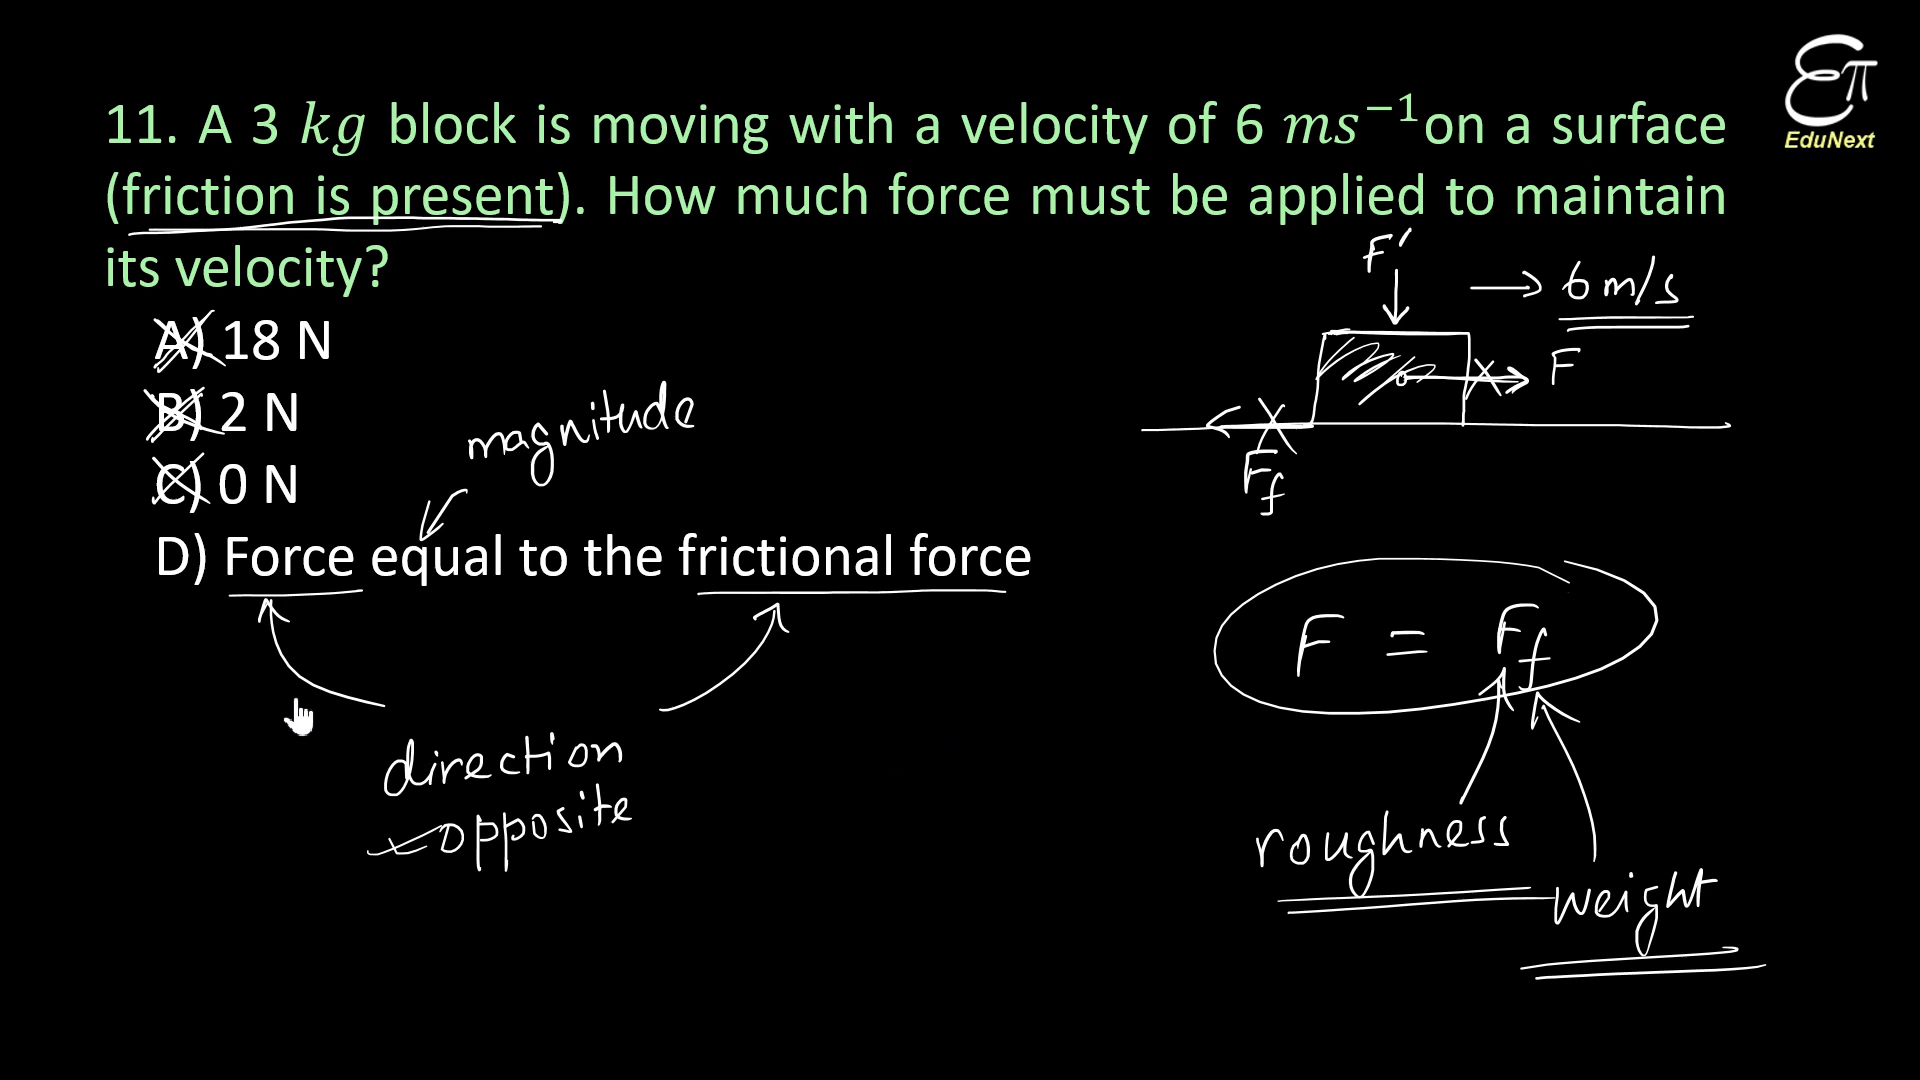 επ
EduNext
11. A 3 kg block is moving with a velocity of 6 ms⁻¹on a surface
(friction is present). How much force must be applied to maintain
its velocity?
A) 18 N
B) 2 N
C) 0 N
D) Force equal to the frictional force
magnitude
direction
opposite
F′
6 m/s
F
Ff
F = Ff
roughness
weight